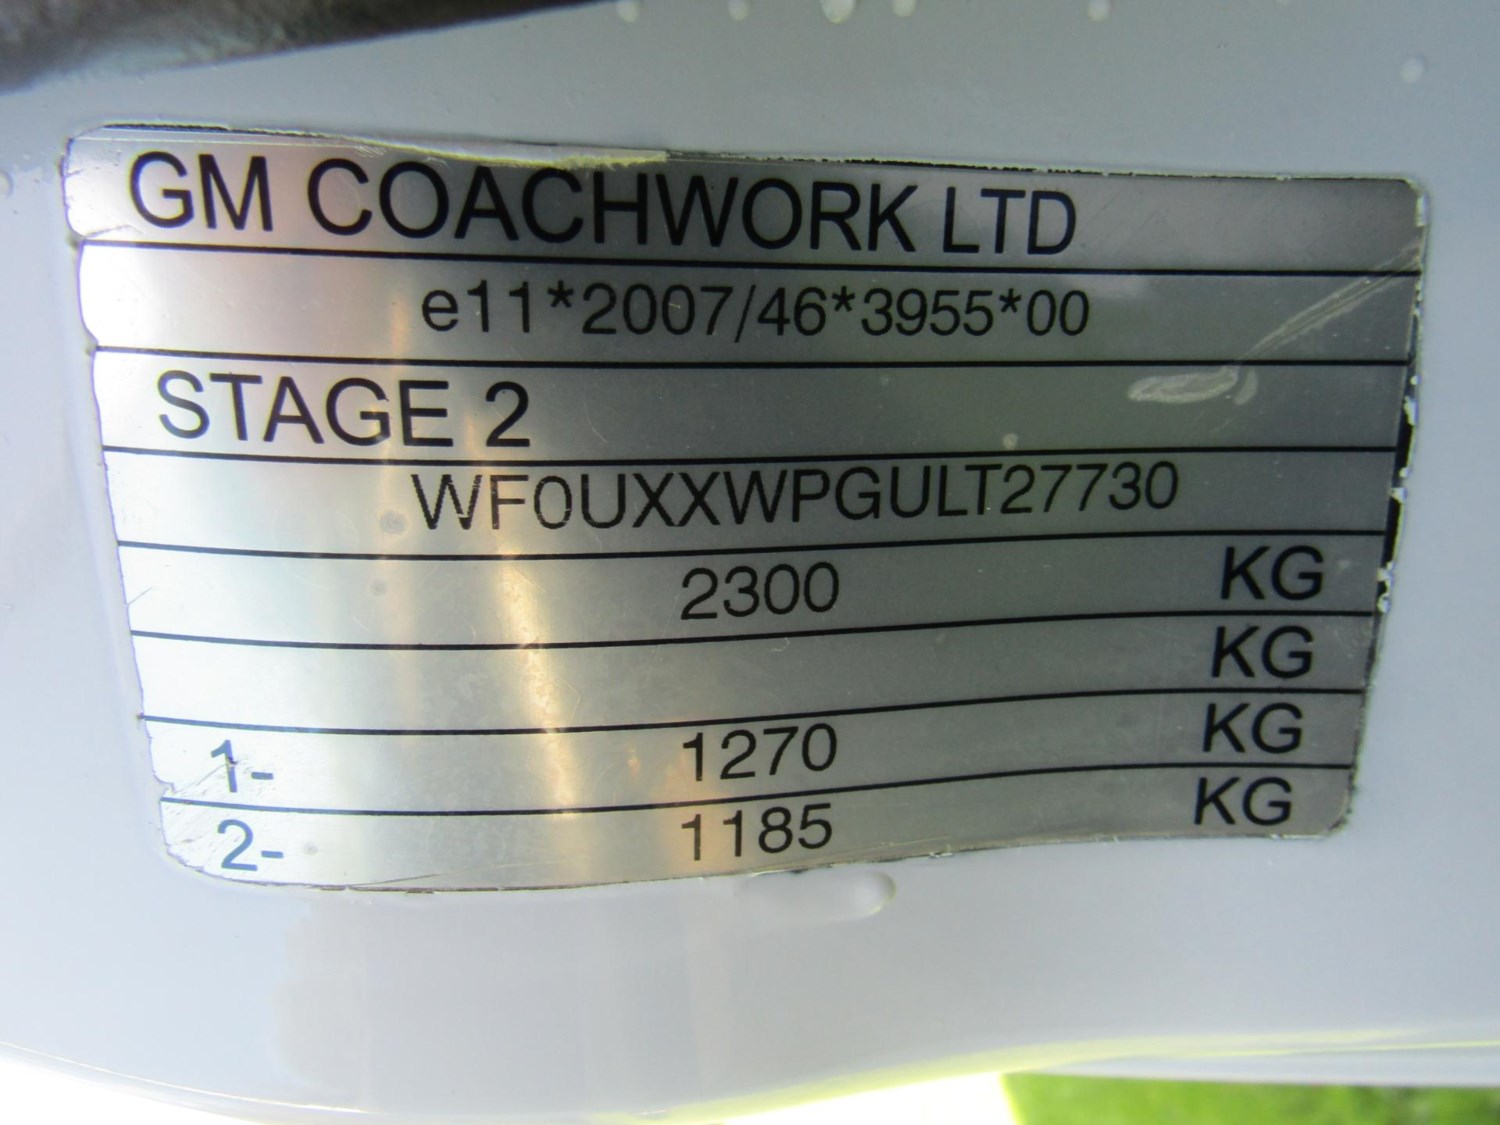 GM COACHWORK LTD
e11*2007/46*3955*00
STAGE 2
WF0UXXWPGULT27730
2300 KG
KG
1- 1270 KG
2- 1185 KG